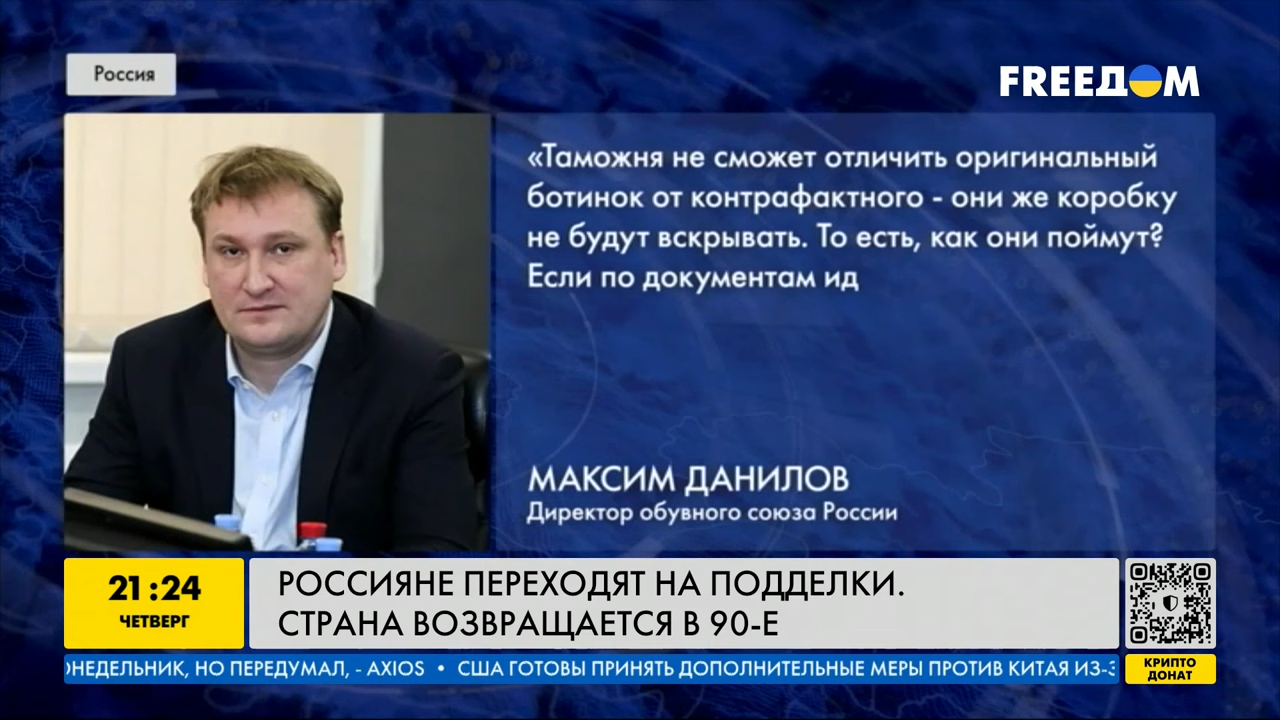 Россия
FREEДOM
«Таможня не сможет отличить оригинальный
ботинок от контрафактного - они же коробку
не будут вскрывать. То есть, как они поймут?
Если по документам ид
МАКСИМ ДАНИЛОВ
Директор обувного союза России
21:24
ЧЕТВЕРГ
РОССИЯНЕ ПЕРЕХОДЯТ НА ПОДДЕЛКИ.
СТРАНА ВОЗВРАЩАЕТСЯ В 90-Е
ОНЕДЕЛЬНИК, НО ПЕРЕДУМАЛ, - AXIOS • США ГОТОВЫ ПРИНЯТЬ ДОПОЛНИТЕЛЬНЫЕ МЕРЫ ПРОТИВ КИТАЯ ИЗ-
КРИПТО
ДОНАТ